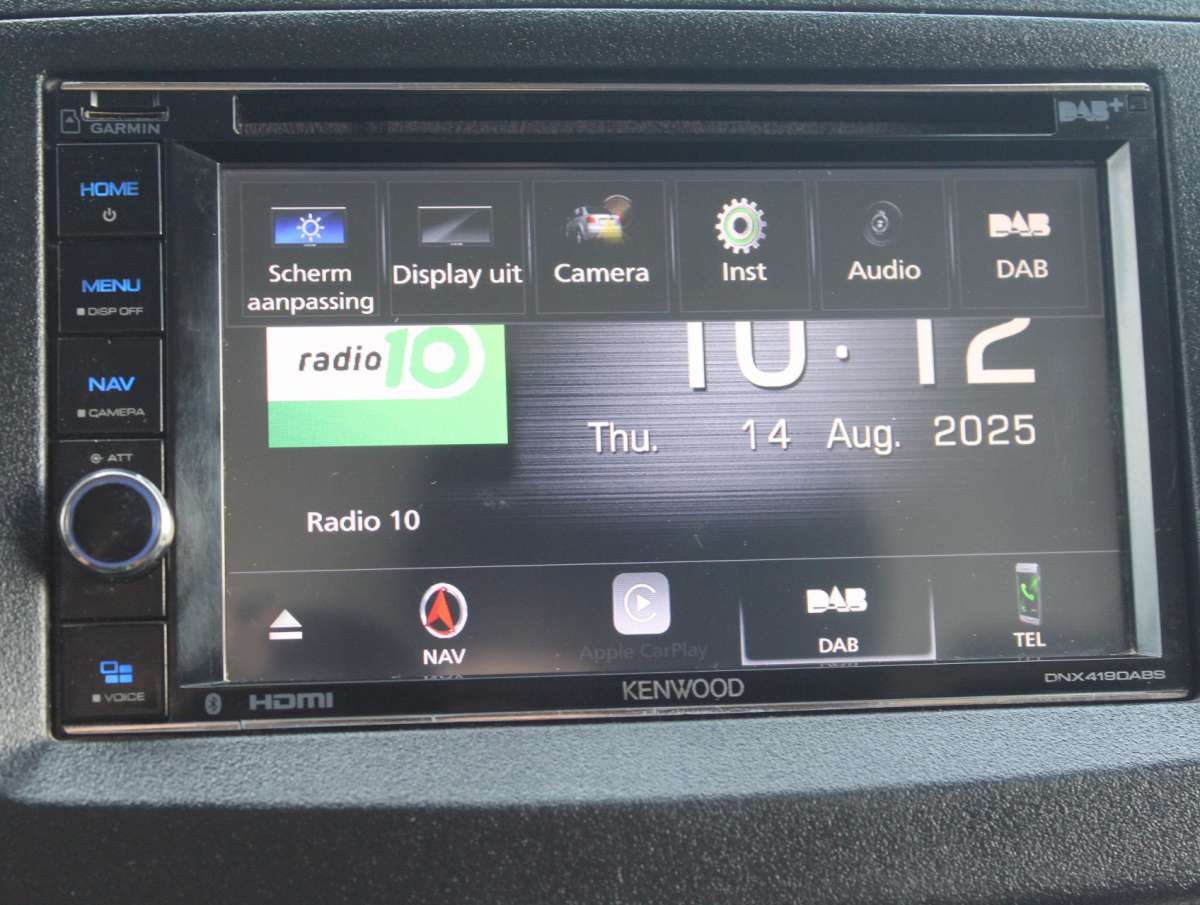 GARMIN
DAB+
HOME
MENU
DISP OFF
NAV
CAMERA
ATT
VOICE
Scherm aanpassing
Display uit
Camera
Inst
Audio
DAB
DAB
radio 10
10:12
Thu. 14 Aug. 2025
Radio 10
NAV
Apple CarPlay
DAB
DAB
TEL
HDMI
KENWOOD
DNX419DABS